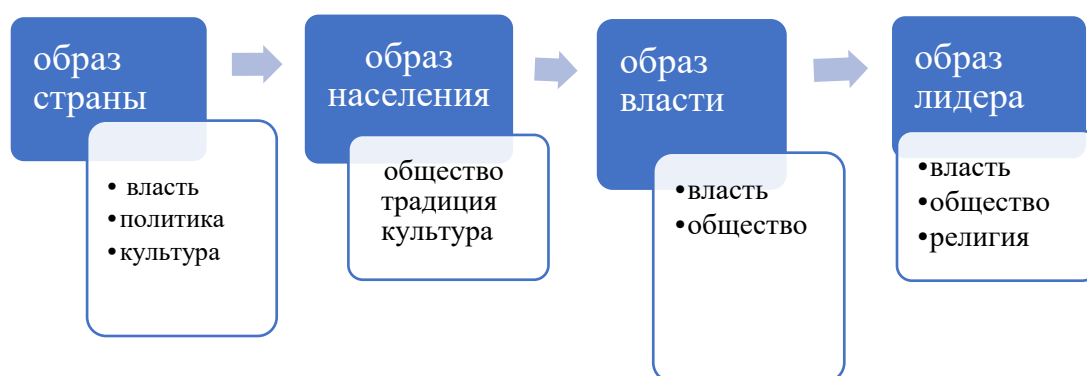 образ
страны
• власть
•политика
•культура
образ
населения
общество
традиция
культура
образ
власти
•власть
•общество
образ
лидера
•власть
•общество
•религия